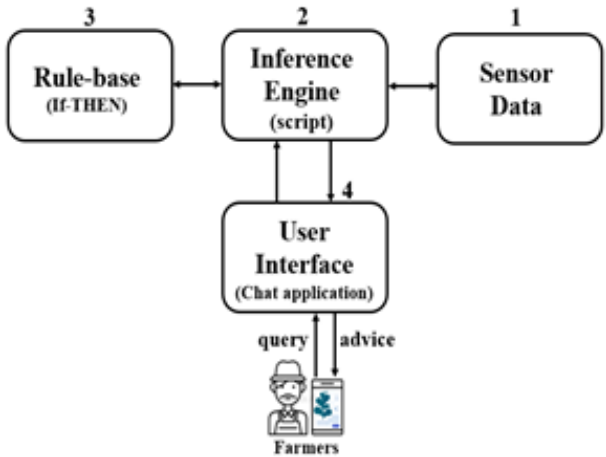 3
2
1
Rule-base
(If-THEN)
Inference
Engine
(script)
Sensor
Data
4
User
Interface
(Chat application)
query
advice
Farmers